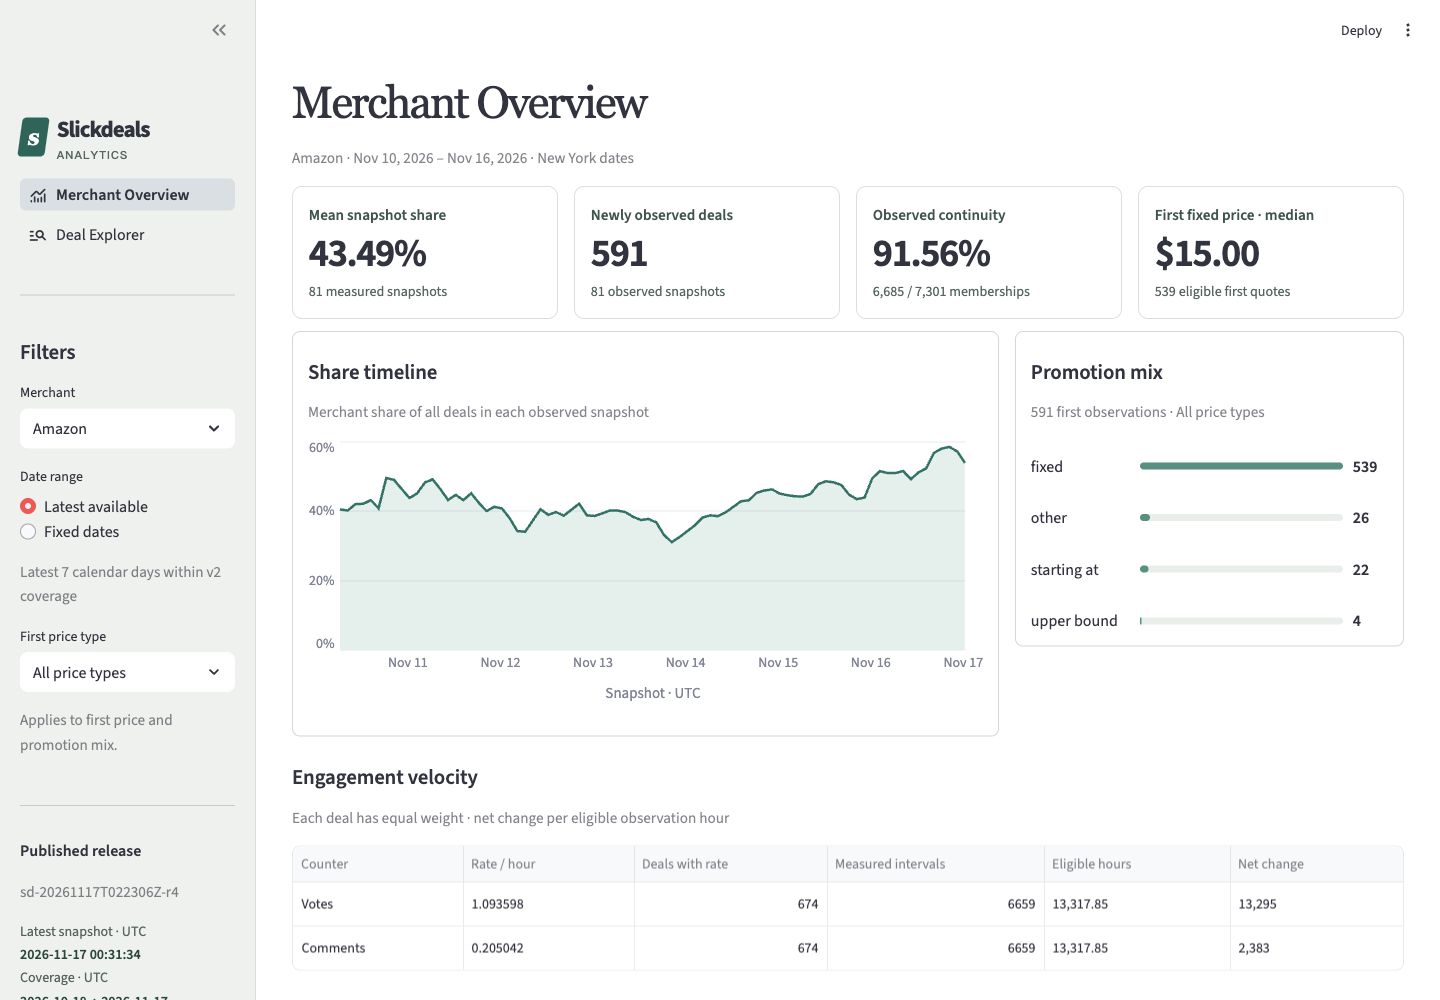 Deploy
Slickdeals
ANALYTICS
Merchant Overview
Deal Explorer
Filters
Merchant
Amazon
Date range
Latest available
Fixed dates
Latest 7 calendar days within v2
coverage
First price type
All price types
Applies to first price and
promotion mix.
Published release
sd-20261117T022306Z-r4
Latest snapshot · UTC
2026-11-17 00:31:34
Coverage · UTC
Merchant Overview
Amazon · Nov 10, 2026 – Nov 16, 2026 · New York dates
Mean snapshot share
43.49%
81 measured snapshots
Newly observed deals
591
81 observed snapshots
Observed continuity
91.56%
6,685 / 7,301 memberships
First fixed price · median
$15.00
539 eligible first quotes
Share timeline
Merchant share of all deals in each observed snapshot
60%
40%
20%
0%
Nov 11 Nov 12 Nov 13 Nov 14 Nov 15 Nov 16 Nov 17
Snapshot · UTC
Promotion mix
591 first observations · All price types
fixed 539
other 26
starting at 22
upper bound 4
Engagement velocity
Each deal has equal weight · net change per eligible observation hour
Counter Rate / hour Deals with rate Measured intervals Eligible hours Net change
Votes 1.093598 674 6659 13,317.85 13,295
Comments 0.205042 674 6659 13,317.85 2,383